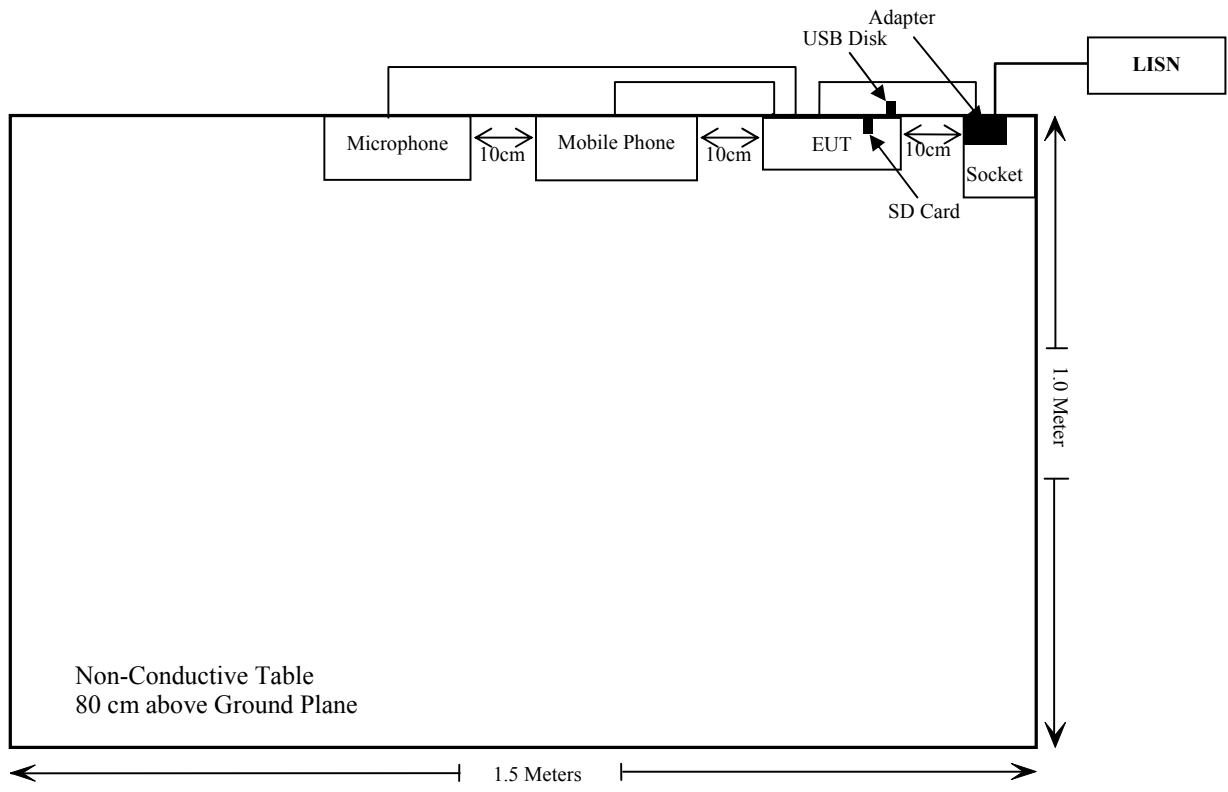 Adapter
USB Disk
LISN
Microphone
10cm
Mobile Phone
10cm
EUT
10cm
Socket
SD Card
1.0 Meter
Non-Conductive Table
80 cm above Ground Plane
1.5 Meters